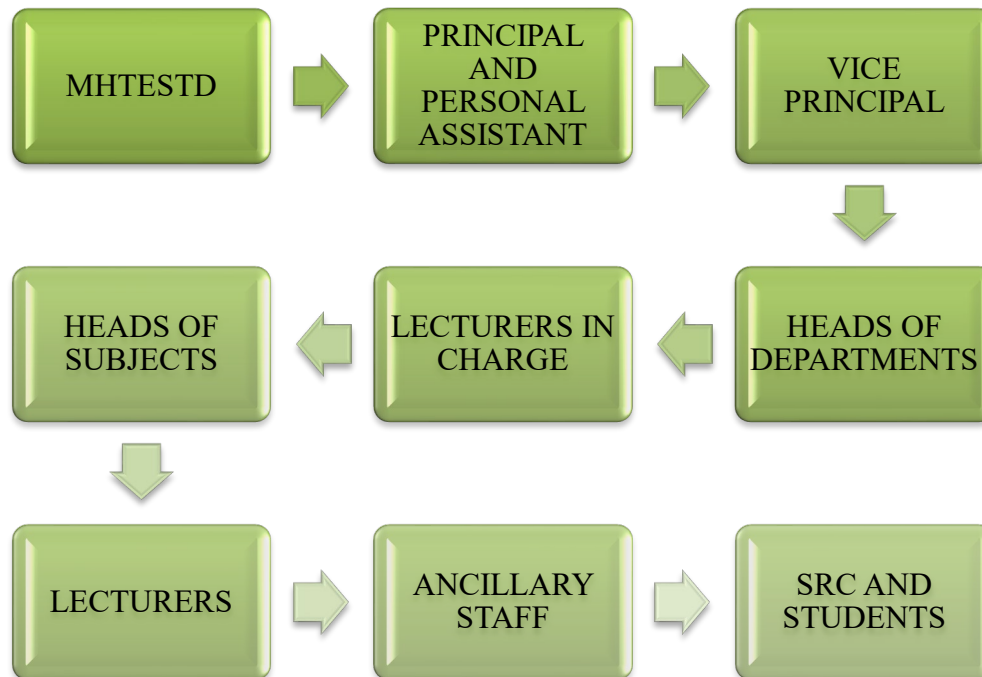 MHTESTD
PRINCIPAL
AND
PERSONAL
ASSISTANT
VICE
PRINCIPAL
HEADS OF
DEPARTMENTS
LECTURERS IN
CHARGE
HEADS OF
SUBJECTS
LECTURERS
ANCILLARY
STAFF
SRC AND
STUDENTS